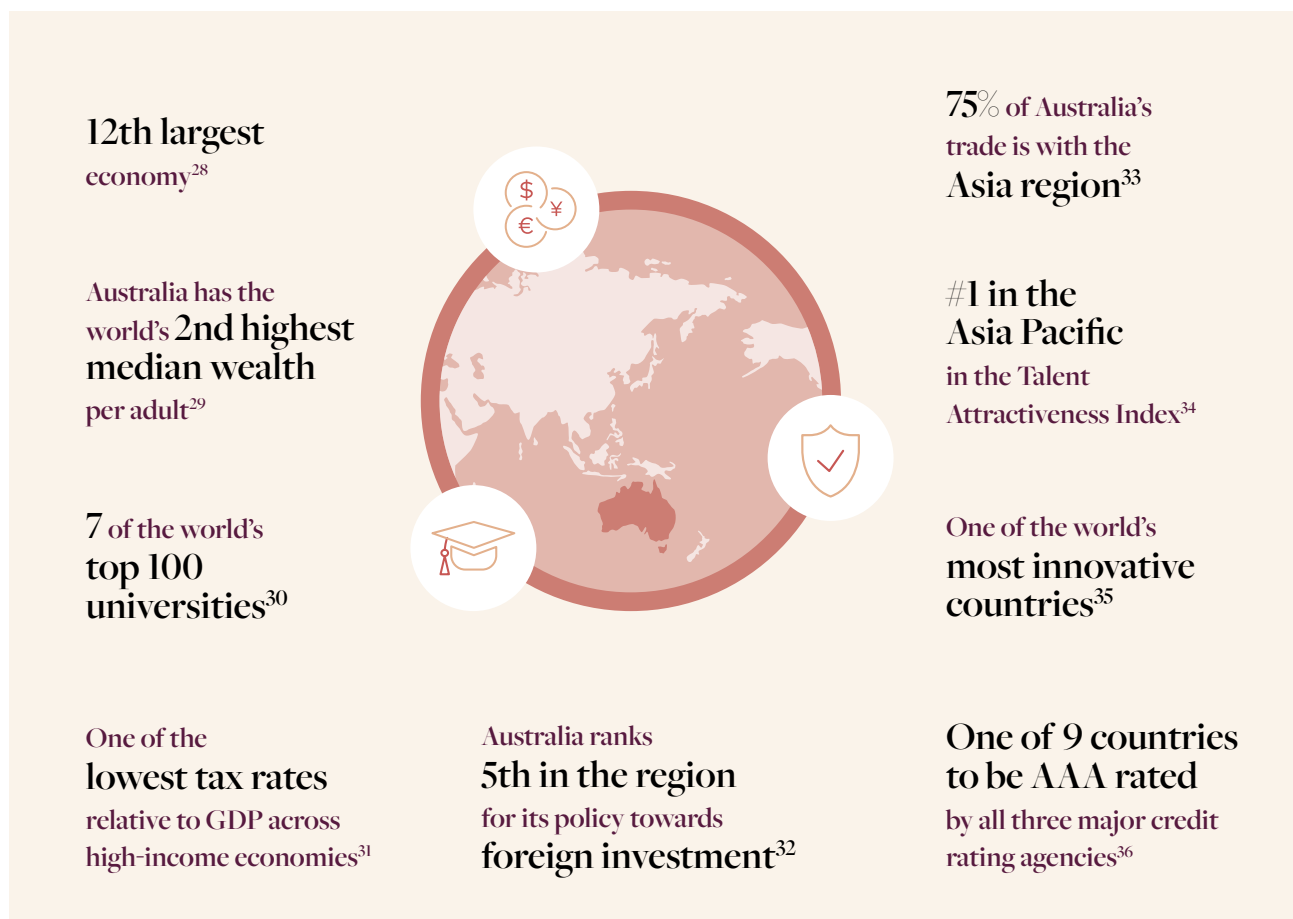 12th largest
economy28
Australia has the
world's 2nd highest
median wealth
per adult29
7 of the world's
top 100
universities30
One of the
lowest tax rates
relative to GDP across
high-income economies31
$
¥
€
Australia ranks
5th in the region
for its policy towards
foreign investment32
75% of Australia's
trade is with the
Asia region33
#1 in the
Asia Pacific
in the Talent
Attractiveness Index34
One of the world's
most innovative
countries35
One of 9 countries
to be AAA rated
by all three major credit
rating agencies36